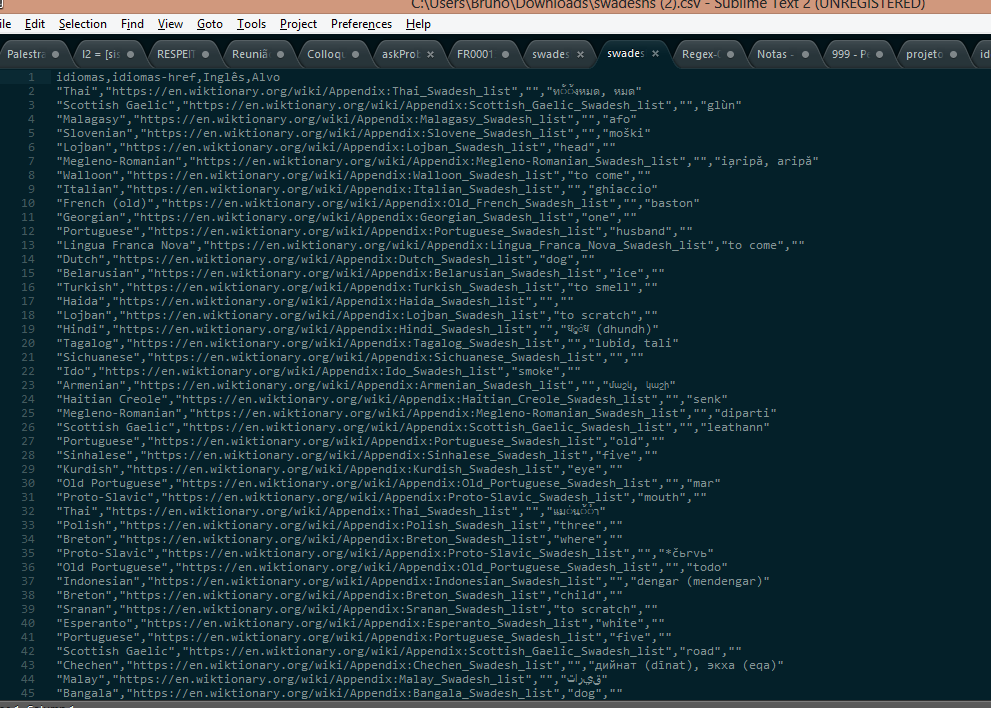 C:\Users\Bruno\Downloads\swadeshs (2).csv - Sublime Text 2 (UNREGISTERED)
ile Edit Selection Find View Goto Tools Project Preferences Help
Palestra l2 = [sis RESPEI Reuniã Colloq askPro FR0001 swades swades Regex- Notas - 999 - P projeto id
1 idiomas,idiomas-href,Inglês,Alvo
2 "Thai","https://en.wiktionary.org/wiki/Appendix:Thai_Swadesh_list","","ทั้งหมด, หมด"
3 "Scottish Gaelic","https://en.wiktionary.org/wiki/Appendix:Scottish_Gaelic_Swadesh_list","","glùn"
4 "Malagasy","https://en.wiktionary.org/wiki/Appendix:Malagasy_Swadesh_list","","afo"
5 "Slovenian","https://en.wiktionary.org/wiki/Appendix:Slovene_Swadesh_list","","moški"
6 "Lojban","https://en.wiktionary.org/wiki/Appendix:Lojban_Swadesh_list","head",""
7 "Megleno-Romanian","https://en.wiktionary.org/wiki/Appendix:Megleno-Romanian_Swadesh_list","","iaripă, aripă"
8 "Walloon","https://en.wiktionary.org/wiki/Appendix:Walloon_Swadesh_list","to come",""
9 "Italian","https://en.wiktionary.org/wiki/Appendix:Italian_Swadesh_list","","ghiaccio"
10 "French (old)","https://en.wiktionary.org/wiki/Appendix:Old_French_Swadesh_list","","baston"
11 "Georgian","https://en.wiktionary.org/wiki/Appendix:Georgian_Swadesh_list","one",""
12 "Portuguese","https://en.wiktionary.org/wiki/Appendix:Portuguese_Swadesh_list","husband",""
13 "Lingua Franca Nova","https://en.wiktionary.org/wiki/Appendix:Lingua_Franca_Nova_Swadesh_list","to come",""
14 "Dutch","https://en.wiktionary.org/wiki/Appendix:Dutch_Swadesh_list","dog",""
15 "Belarusian","https://en.wiktionary.org/wiki/Appendix:Belarusian_Swadesh_list","ice",""
16 "Turkish","https://en.wiktionary.org/wiki/Appendix:Turkish_Swadesh_list","to smell",""
17 "Haida","https://en.wiktionary.org/wiki/Appendix:Haida_Swadesh_list","",""
18 "Lojban","https://en.wiktionary.org/wiki/Appendix:Lojban_Swadesh_list","to scratch",""
19 "Hindi","https://en.wiktionary.org/wiki/Appendix:Hindi_Swadesh_list","","(dhundh)"
20 "Tagalog","https://en.wiktionary.org/wiki/Appendix:Tagalog_Swadesh_list","","lubid, tali"
21 "Sichuanese","https://en.wiktionary.org/wiki/Appendix:Sichuanese_Swadesh_list","",""
22 "Ido","https://en.wiktionary.org/wiki/Appendix:Ido_Swadesh_list","smoke",""
23 "Armenian","https://en.wiktionary.org/wiki/Appendix:Armenian_Swadesh_list","","մաշկ, կաշի"
24 "Haitian Creole","https://en.wiktionary.org/wiki/Appendix:Haitian_Creole_Swadesh_list","","senk"
25 "Megleno-Romanian","https://en.wiktionary.org/wiki/Appendix:Megleno-Romanian_Swadesh_list","","diparti"
26 "Scottish Gaelic","https://en.wiktionary.org/wiki/Appendix:Scottish_Gaelic_Swadesh_list","","leathann"
27 "Portuguese","https://en.wiktionary.org/wiki/Appendix:Portuguese_Swadesh_list","old",""
28 "Sinhalese","https://en.wiktionary.org/wiki/Appendix:Sinhalese_Swadesh_list","five",""
29 "Kurdish","https://en.wiktionary.org/wiki/Appendix:Kurdish_Swadesh_list","eye",""
30 "Old Portuguese","https://en.wiktionary.org/wiki/Appendix:Old_Portuguese_Swadesh_list","","mar"
31 "Proto-Slavic","https://en.wiktionary.org/wiki/Appendix:Proto-Slavic_Swadesh_list","mouth",""
32 "Thai","https://en.wiktionary.org/wiki/Appendix:Thai_Swadesh_list","","แม่น้ำ"
33 "Polish","https://en.wiktionary.org/wiki/Appendix:Polish_Swadesh_list","three",""
34 "Breton","https://en.wiktionary.org/wiki/Appendix:Breton_Swadesh_list","where",""
35 "Proto-Slavic","https://en.wiktionary.org/wiki/Appendix:Proto-Slavic_Swadesh_list","","*čьrvь"
36 "Old Portuguese","https://en.wiktionary.org/wiki/Appendix:Old_Portuguese_Swadesh_list","","todo"
37 "Indonesian","https://en.wiktionary.org/wiki/Appendix:Indonesian_Swadesh_list","","dengar (mendengar)"
38 "Breton","https://en.wiktionary.org/wiki/Appendix:Breton_Swadesh_list","child",""
39 "Sranan","https://en.wiktionary.org/wiki/Appendix:Sranan_Swadesh_list","to scratch",""
40 "Esperanto","https://en.wiktionary.org/wiki/Appendix:Esperanto_Swadesh_list","white",""
41 "Portuguese","https://en.wiktionary.org/wiki/Appendix:Portuguese_Swadesh_list","five",""
42 "Scottish Gaelic","https://en.wiktionary.org/wiki/Appendix:Scottish_Gaelic_Swadesh_list","road",""
43 "Chechen","https://en.wiktionary.org/wiki/Appendix:Chechen_Swadesh_list","","дийнат (dīnat), экха (eqa)"
44 "Malay","https://en.wiktionary.org/wiki/Appendix:Malay_Swadesh_list","",""
45 "Bangala","https://en.wiktionary.org/wiki/Appendix:Bangala_Swadesh_list","dog",""